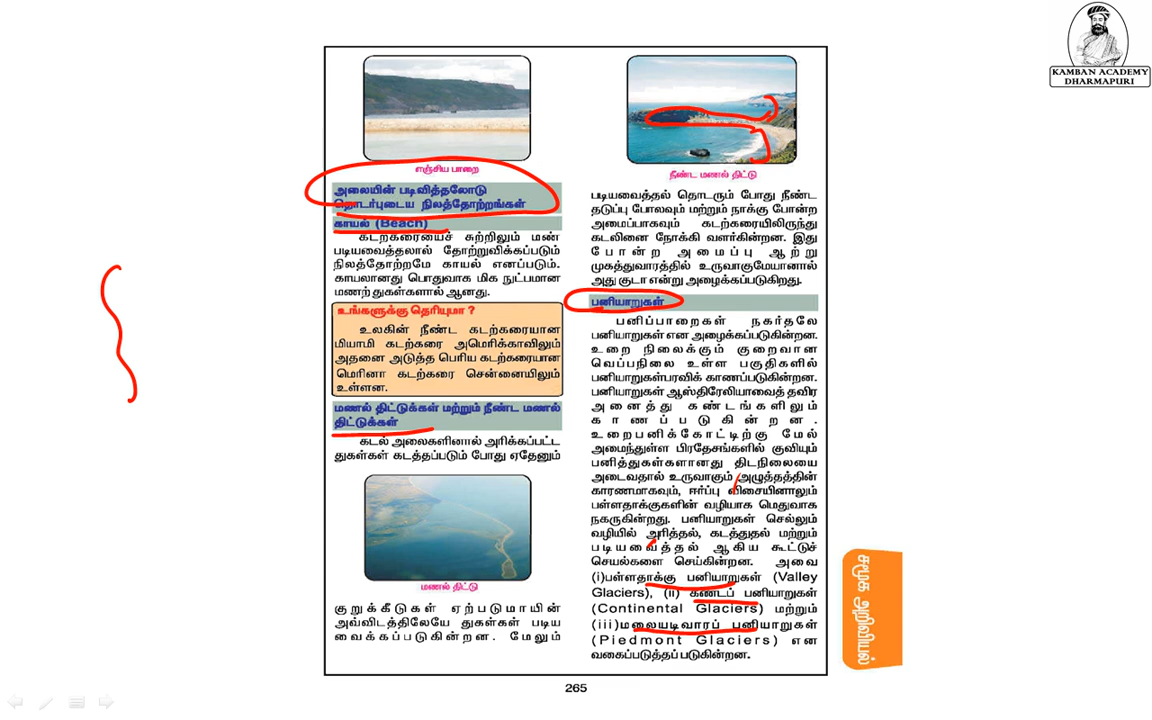 KAMBAN ACADEMY
DHARMAPURI
எஞ்சிய பாறை
அலையின் படிவித்தலோடு
தொடர்புடைய நிலத்தோற்றங்கள்
காயல் (Beach)
கடற்கரையைச் சுற்றிலும் மண்
படியவைத்தலால் தோற்றுவிக்கப்படும்
நிலத்தோற்றமே காயல் எனப்படும்.
காயலானது பொதுவாக மிக நுட்பமான
மணற் துகள்களால் ஆனது.
உங்களுக்கு தெரியுமா ?
உலகின் நீண்ட கடற்கரையான
மியாமி கடற்கரை அமெரிக்காவிலும்
அதனை அடுத்த பெரிய கடற்கரையான
மெரினா கடற்கரை சென்னையிலும்
உள்ளன.
மணல் திட்டுக்கள் மற்றும் நீண்ட மணல்
திட்டுக்கள்
கடல் அலைகளினால் அரிக்கப்பட்ட
துகள்கள் கடத்தப்படும் போது ஏதேனும்
மணல் திட்டு
குறுக்கீடுகள் ஏற்படுமாயின்
அவ்விடத்திலேயே துகள்கள் படிய
வைக்கப்படுகின்றன. மேலும்
நீண்ட மணல் திட்டு
படியவைத்தல் தொடரும் போது நீண்ட
தடுப்பு போலவும் மற்றும் நாக்கு போன்ற
அமைப்பாகவும் கடற்கரையிலிருந்து
கடலினை நோக்கி வளர்கின்றன. இது
போன்ற அமைப்பு ஆற்று
முகத்துவாரத்தில் உருவாகுமேயானால்
அது குடா என்று அழைக்கப்படுகிறது.
பனியாறுகள்
பனிப்பாறைகள் நகர்தலே
பனியாறுகள் என அழைக்கப்படுகின்றன.
உறை நிலைக்கும் குறைவான
வெப்பநிலை உள்ள பகுதிகளில்
பனியாறுகள்பரவிக் காணப்படுகின்றன.
பனியாறுகள் ஆஸ்திரேலியாவைத் தவிர
அனைத்து கண்டங்களிலும்
காணப்படுகின்றன.
உறைபனிக்கோட்டிற்கு மேல்
அமைந்துள்ள பிரதேசங்களில் குவியும்
பனித்துகள்களானது திடநிலையை
அடைவதால் உருவாகும் அழுத்தத்தின்
காரணமாகவும், ஈர்ப்பு விசையினாலும்
பள்ளதாக்குகளின் வழியாக மெதுவாக
நகருகின்றது. பனியாறுகள் செல்லும்
வழியில் அரித்தல், கடத்துதல் மற்றும்
படியவைத்தல் ஆகிய கூட்டுச்
செயல்களை செய்கின்றன. அவை
(i)பள்ளதாக்கு பனியாறுகள் (Valley
Glaciers), (ii) கண்டப் பனியாறுகள்
(Continental Glaciers) மற்றும்
(iii)மலையடிவாரப் பனியாறுகள்
(Piedmont Glaciers) என
வகைப்படுத்தப்படுகின்றன.
சமூக அறிவியல்
265